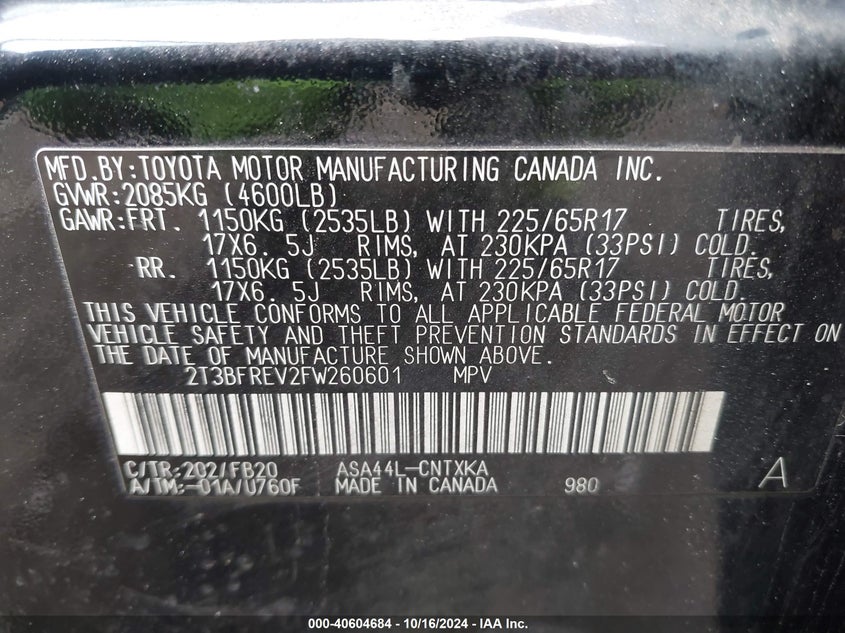 MFD.BY:TOYOTA MOTOR MANUFACTURING CANADA INC.
GVWR:2085KG (4600LB)
GAWR:FRT. 1150KG (2535LB) WITH 225/65R17 TIRES,
17X6. 5J RIMS, AT 230KPA (33PSI) COLD.
RR. 1150KG (2535LB) WITH 225/65R17 TIRES,
17X6. 5J RIMS, AT 230KPA (33PSI) COLD.
THIS VEHICLE CONFORMS TO ALL APPLICABLE FEDERAL MOTOR
VEHICLE SAFETY AND THEFT PREVENTION STANDARDS IN EFFECT ON
THE DATE OF MANUFACTURE SHOWN ABOVE.
2T3BFREV2FW260601 MPV
C/TR:202/FB20 ASA44L-CNTXKA
A/TM:-01A/U760F MADE IN CANADA 980 A
000-40604684 - 10/16/2024 - IAA Inc.